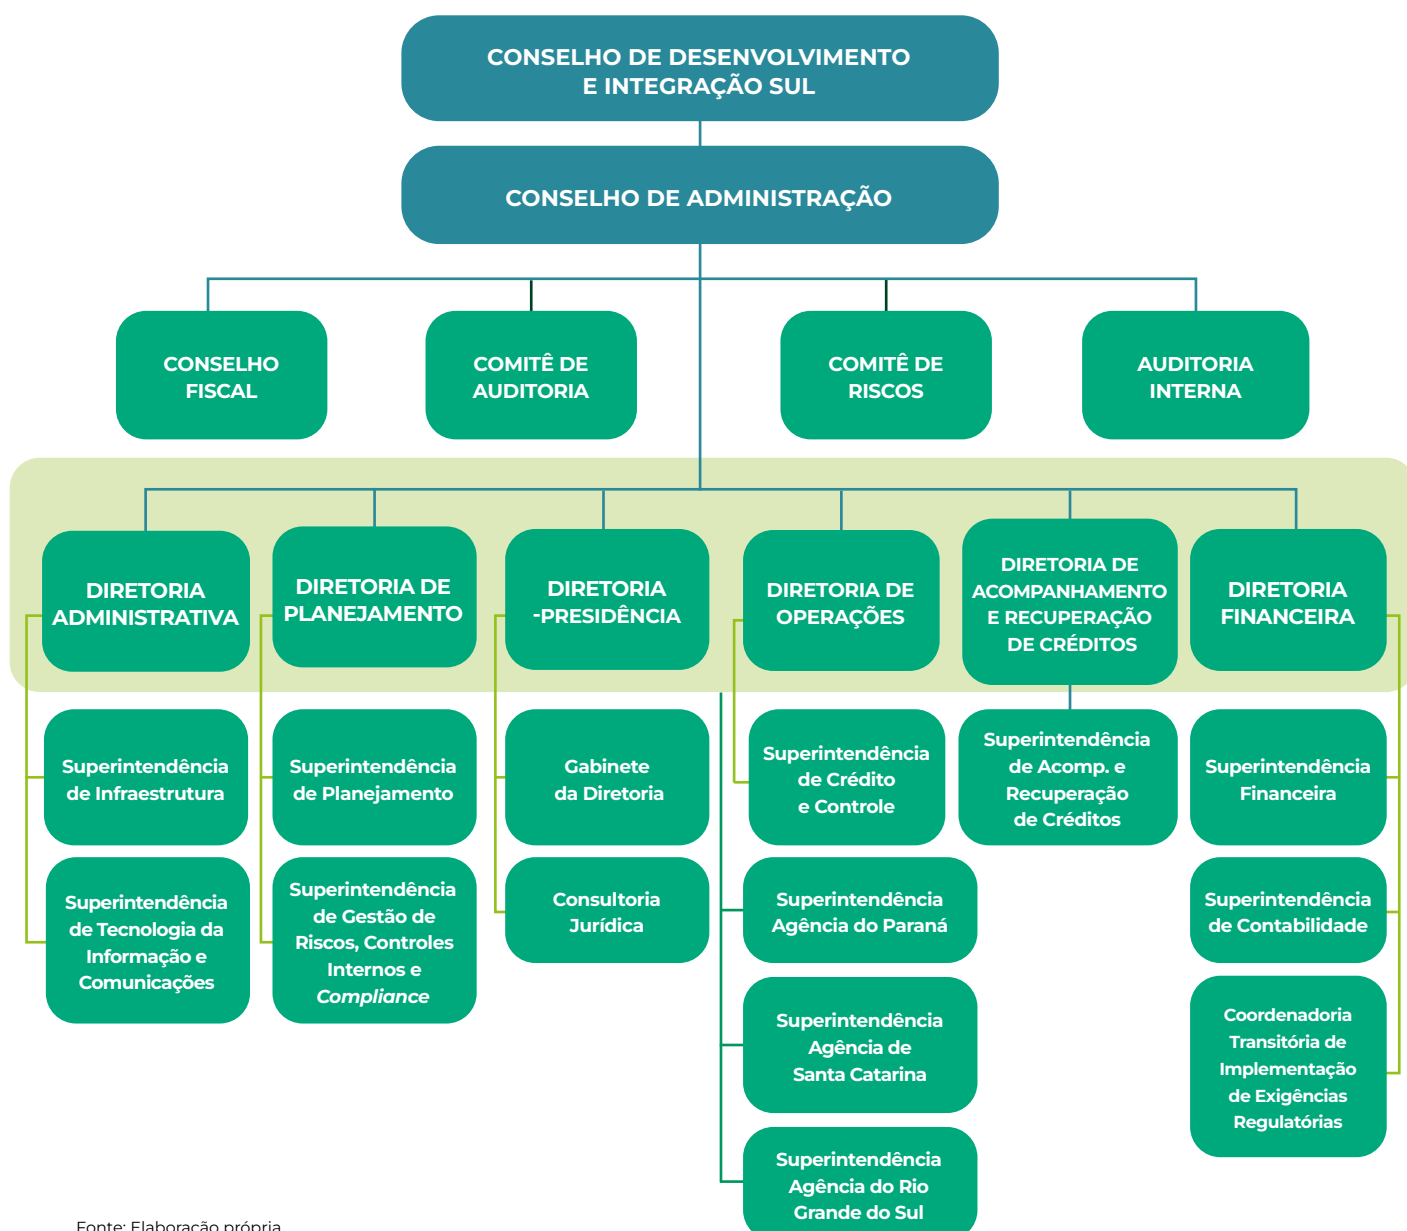 CONSELHO DE DESENVOLVIMENTO
E INTEGRAÇÃO SUL
CONSELHO DE ADMINISTRAÇÃO
CONSELHO
FISCAL
COMITÊ DE
AUDITORIA
COMITÊ DE
RISCOS
AUDITORIA
INTERNA
DIRETORIA
ADMINISTRATIVA
DIRETORIA DE
PLANEJAMENTO
DIRETORIA
-PRESIDÊNCIA
DIRETORIA DE
OPERAÇÕES
DIRETORIA DE
ACOMPANHAMENTO
E RECUPERAÇÃO
DE CRÉDITOS
DIRETORIA
FINANCEIRA
Superintendência
de Infraestrutura
Superintendência
de Planejamento
Gabinete
da Diretoria
Superintendência
de Crédito
e Controle
Superintendência
de Acomp. e
Recuperação
de Créditos
Superintendência
Financeira
Superintendência
de Tecnologia da
Informação e
Comunicações
Superintendência
de Gestão de
Riscos, Controles
Internos e
Compliance
Consultoria
Jurídica
Superintendência
Agência do Paraná
Superintendência
de Contabilidade
Superintendência
Agência de
Santa Catarina
Coordenadoria
Transitória de
Implementação
de Exigências
Regulatórias
Superintendência
Agência do Rio
Grande do Sul
Fonte: Elaboração própria